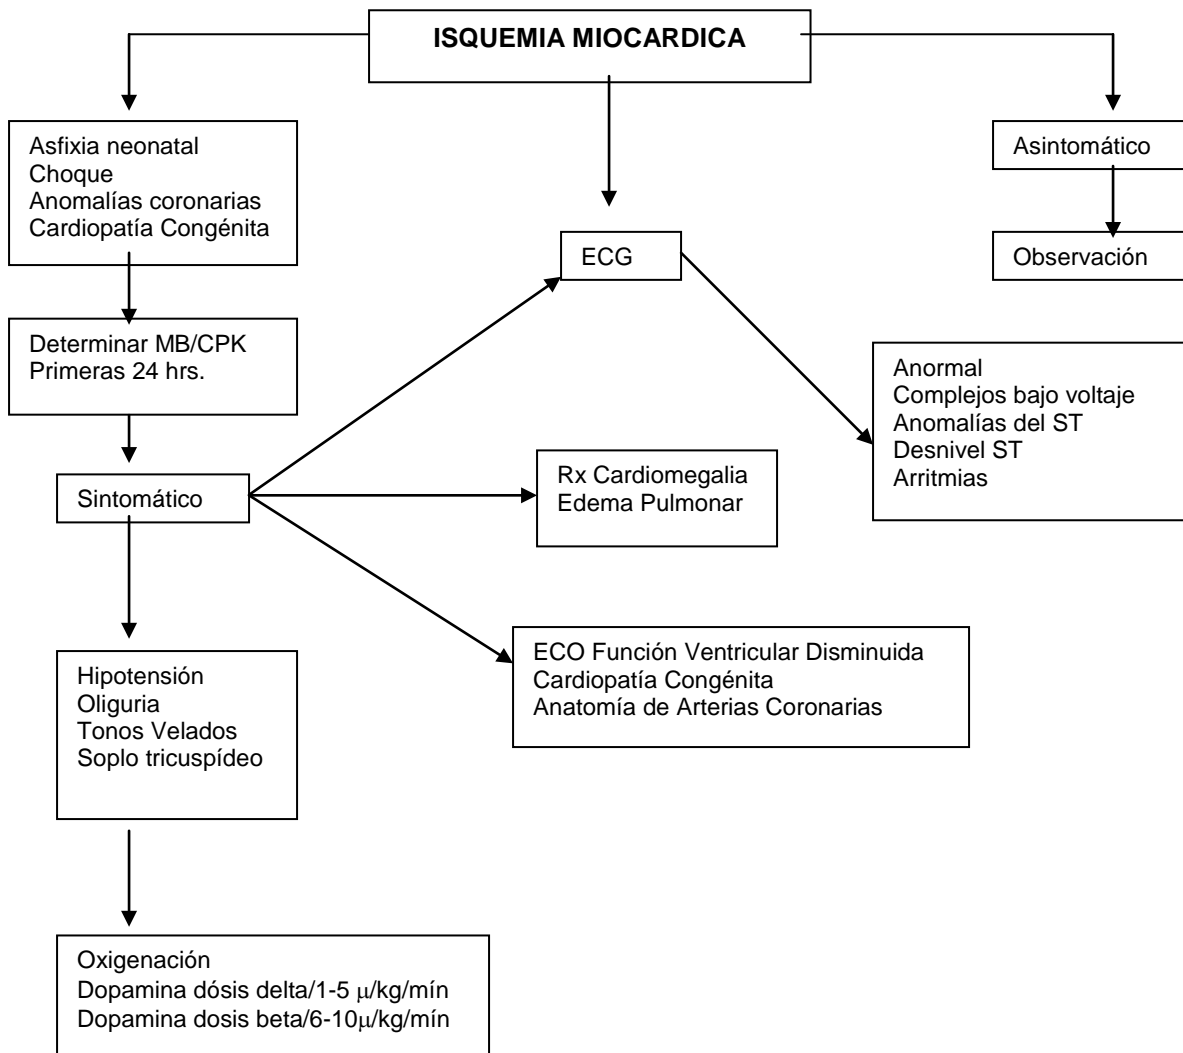 ISQUEMIA MIOCARDICA
Asfixia neonatal
Choque
Anomalías coronarias
Cardiopatía Congénita
Asintomático
ECG
Observación
Determinar MB/CPK
Primeras 24 hrs.
Anormal
Complejos bajo voltaje
Anomalías del ST
Desnivel ST
Arritmias
Sintomático
Rx Cardiomegalia
Edema Pulmonar
ECO Función Ventricular Disminuida
Cardiopatía Congénita
Anatomía de Arterias Coronarias
Hipotensión
Oliguria
Tonos Velados
Soplo tricuspídeo
Oxigenación
Dopamina dósis delta/1-5 μ/kg/mín
Dopamina dosis beta/6-10μ/kg/mín